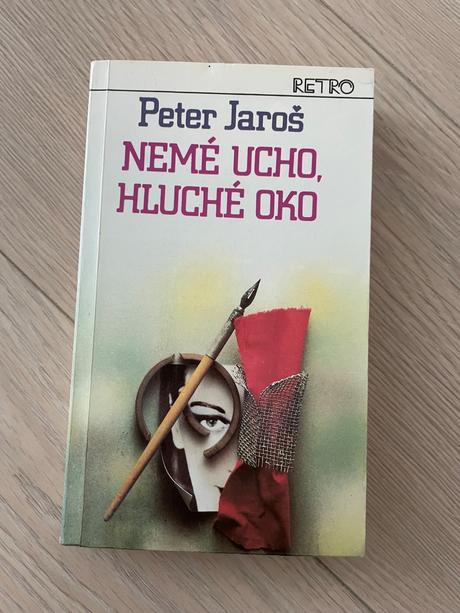 RETRO
Peter Jaroš
NEMÉ UCHO,
HLUCHÉ OKO